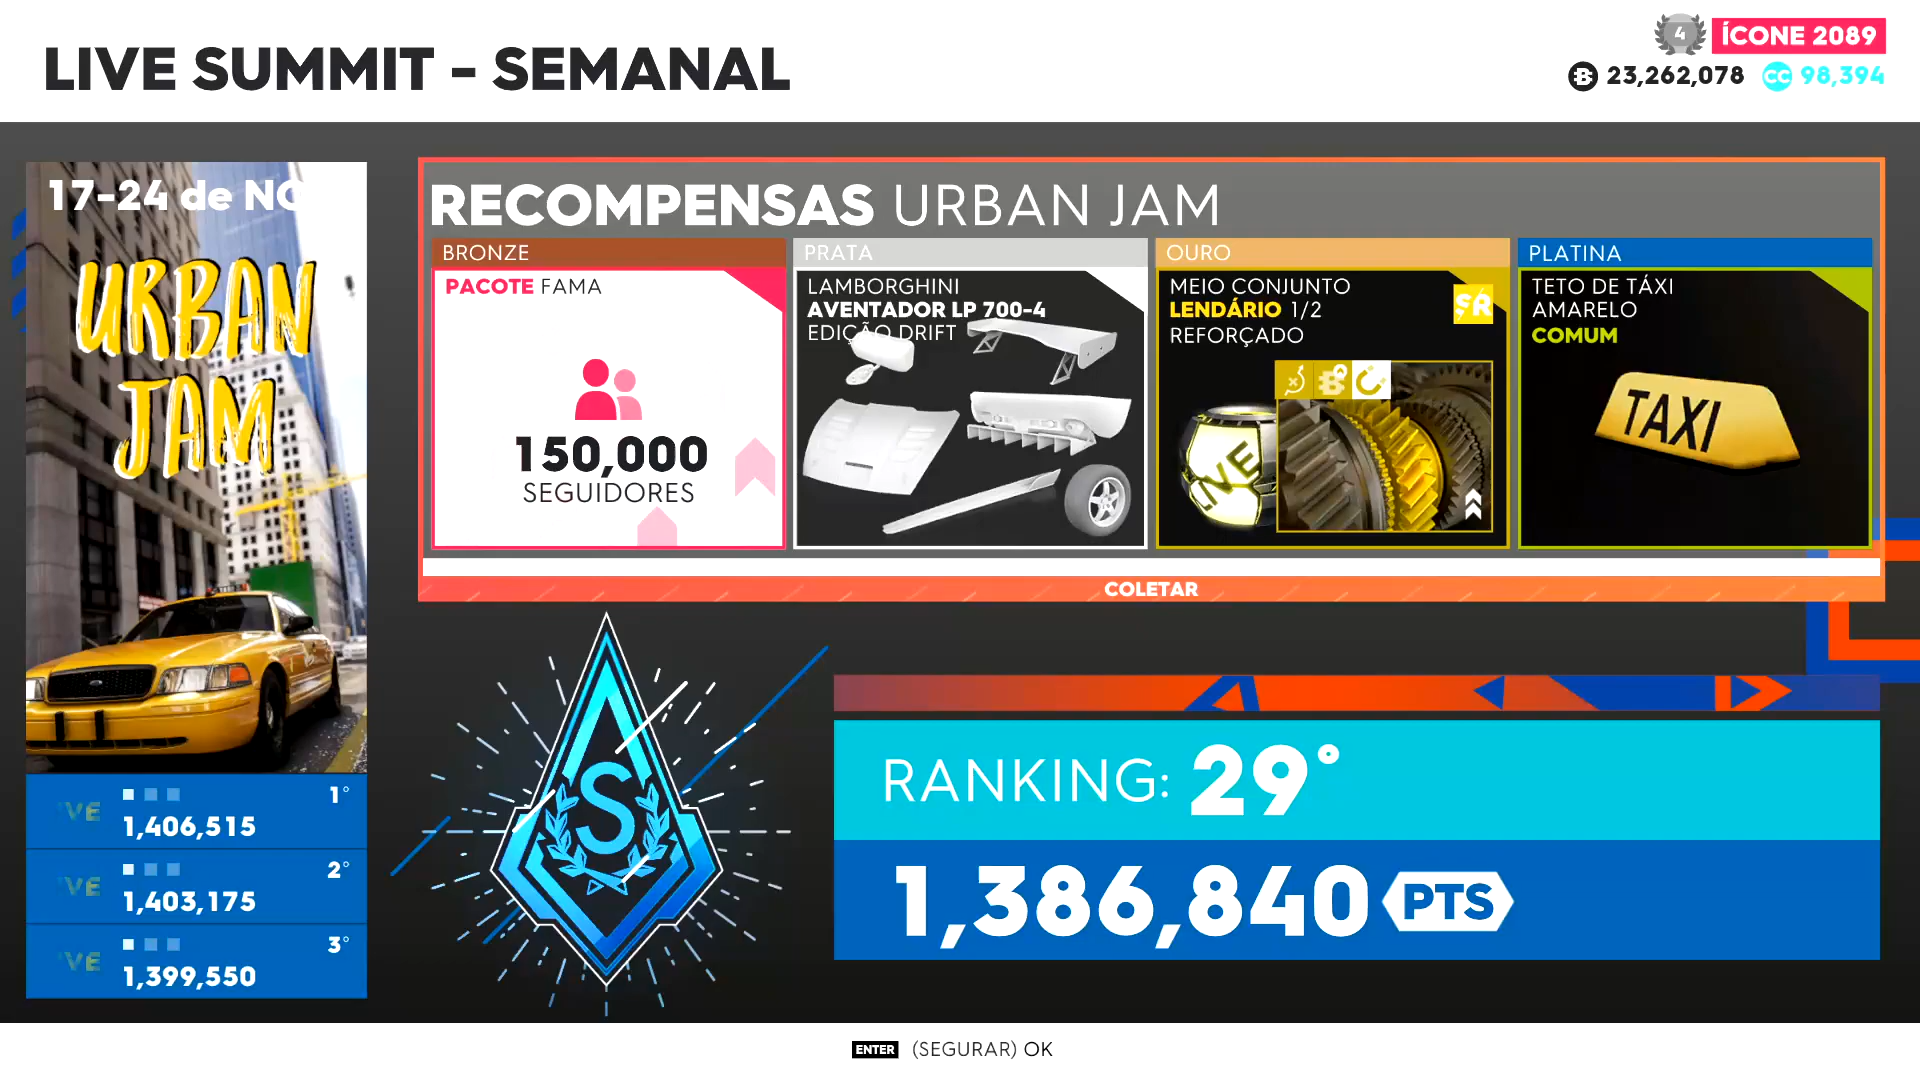 LIVE SUMMIT - SEMANAL
4
ÍCONE 2089
23,262,078
CC 98,394
17-24 de NO
URBAN
JAM
1°
1,406,515
2°
1,403,175
3°
1,399,550
RECOMPENSAS URBAN JAM
BRONZE
PACOTE FAMA
150,000
SEGUIDORES
PRATA
LAMBORGHINI
AVENTADOR LP 700-4
EDIÇÃO DRIFT
OURO
MEIO CONJUNTO
LENDÁRIO 1/2
REFORÇADO
SR
LIVE
PLATINA
TETO DE TÁXI
AMARELO
COMUM
TAXI
COLETAR
S
RANKING: 29°
1,386,840 PTS
ENTER (SEGURAR) OK